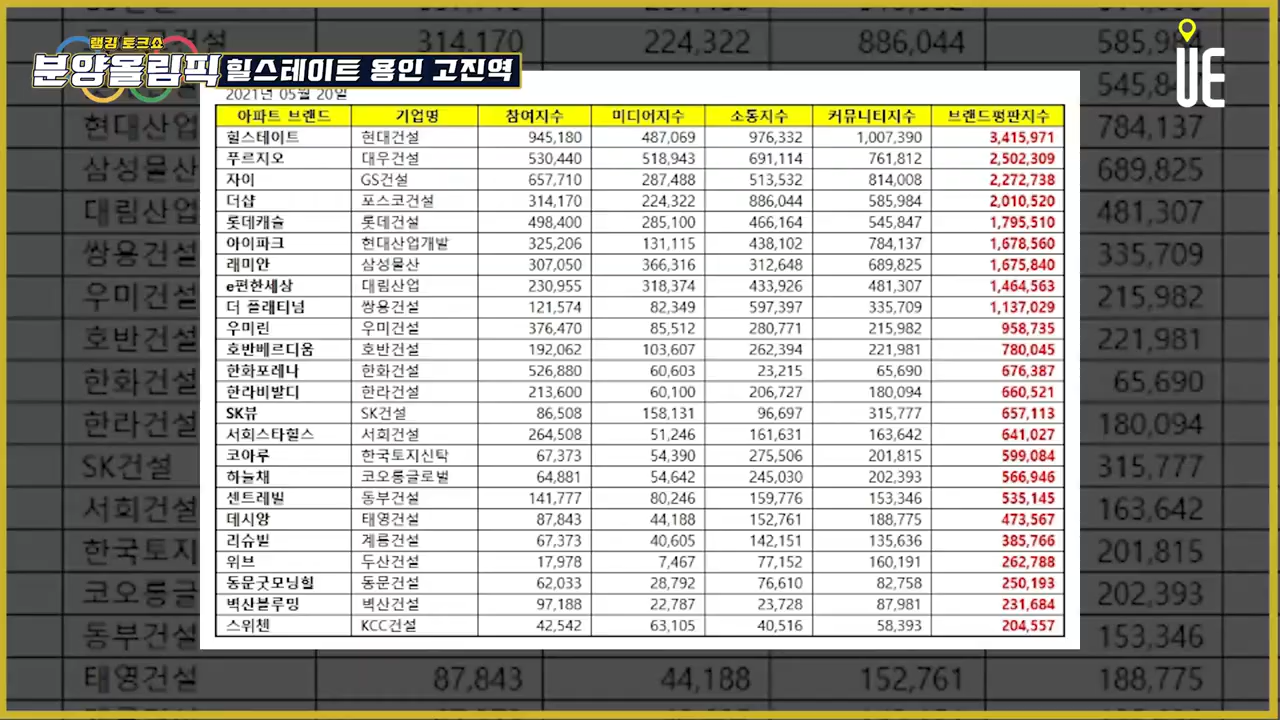 랭킹 토크쇼
분양올림픽 힐스테이트 용인 고진역
UE
2021년 05월 20일
아파트 브랜드 기업명 참여지수 미디어지수 소통지수 커뮤니티지수 브랜드평판지수
힐스테이트 현대건설 945,180 487,069 976,332 1,007,390 3,415,971
푸르지오 대우건설 530,440 518,943 691,114 761,812 2,502,309
자이 GS건설 657,710 287,488 513,532 814,008 2,272,738
더샵 포스코건설 314,170 224,322 886,044 585,984 2,010,520
롯데캐슬 롯데건설 498,400 285,100 466,164 545,847 1,795,510
아이파크 현대산업개발 325,206 131,115 438,102 784,137 1,678,560
래미안 삼성물산 307,050 366,316 312,648 689,825 1,675,840
e편한세상 대림산업 230,955 318,374 433,926 481,307 1,464,563
더 플래티넘 쌍용건설 121,574 82,349 597,397 335,709 1,137,029
우미린 우미건설 376,470 85,512 280,771 215,982 958,735
호반베르디움 호반건설 192,062 103,607 262,394 221,981 780,045
한화포레나 한화건설 526,880 60,603 23,215 65,690 676,387
한라비발디 한라건설 213,600 60,100 206,727 180,094 660,521
SK뷰 SK건설 86,508 158,131 96,697 315,777 657,113
서희스타힐스 서희건설 264,508 51,246 161,631 163,642 641,027
코아루 한국토지신탁 67,373 54,390 275,506 201,815 599,084
하늘채 코오롱글로벌 64,881 54,642 245,030 202,393 566,946
센트레빌 동부건설 141,777 80,246 159,776 153,346 535,145
데시앙 태영건설 87,843 44,188 152,761 188,775 473,567
리슈빌 계룡건설 67,373 40,605 142,151 135,636 385,766
위브 두산건설 17,978 7,467 77,152 160,191 262,788
동문굿모닝힐 동문건설 62,033 28,792 76,610 82,758 250,193
벽산블루밍 벽산건설 97,188 22,787 23,728 87,981 231,684
스위첸 KCC건설 42,542 63,105 40,516 58,393 204,557